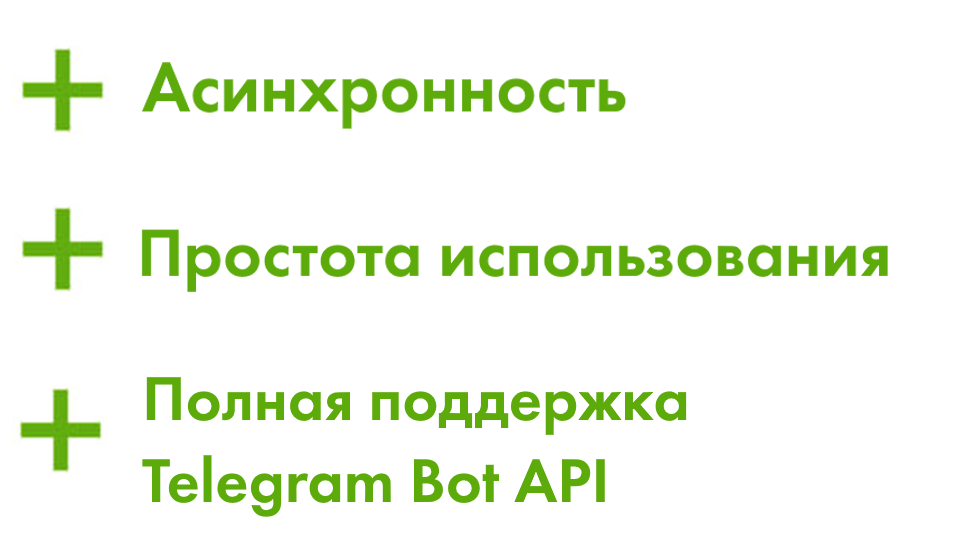 Асинхронность
Простота использования
Полная поддержка
Telegram Bot API